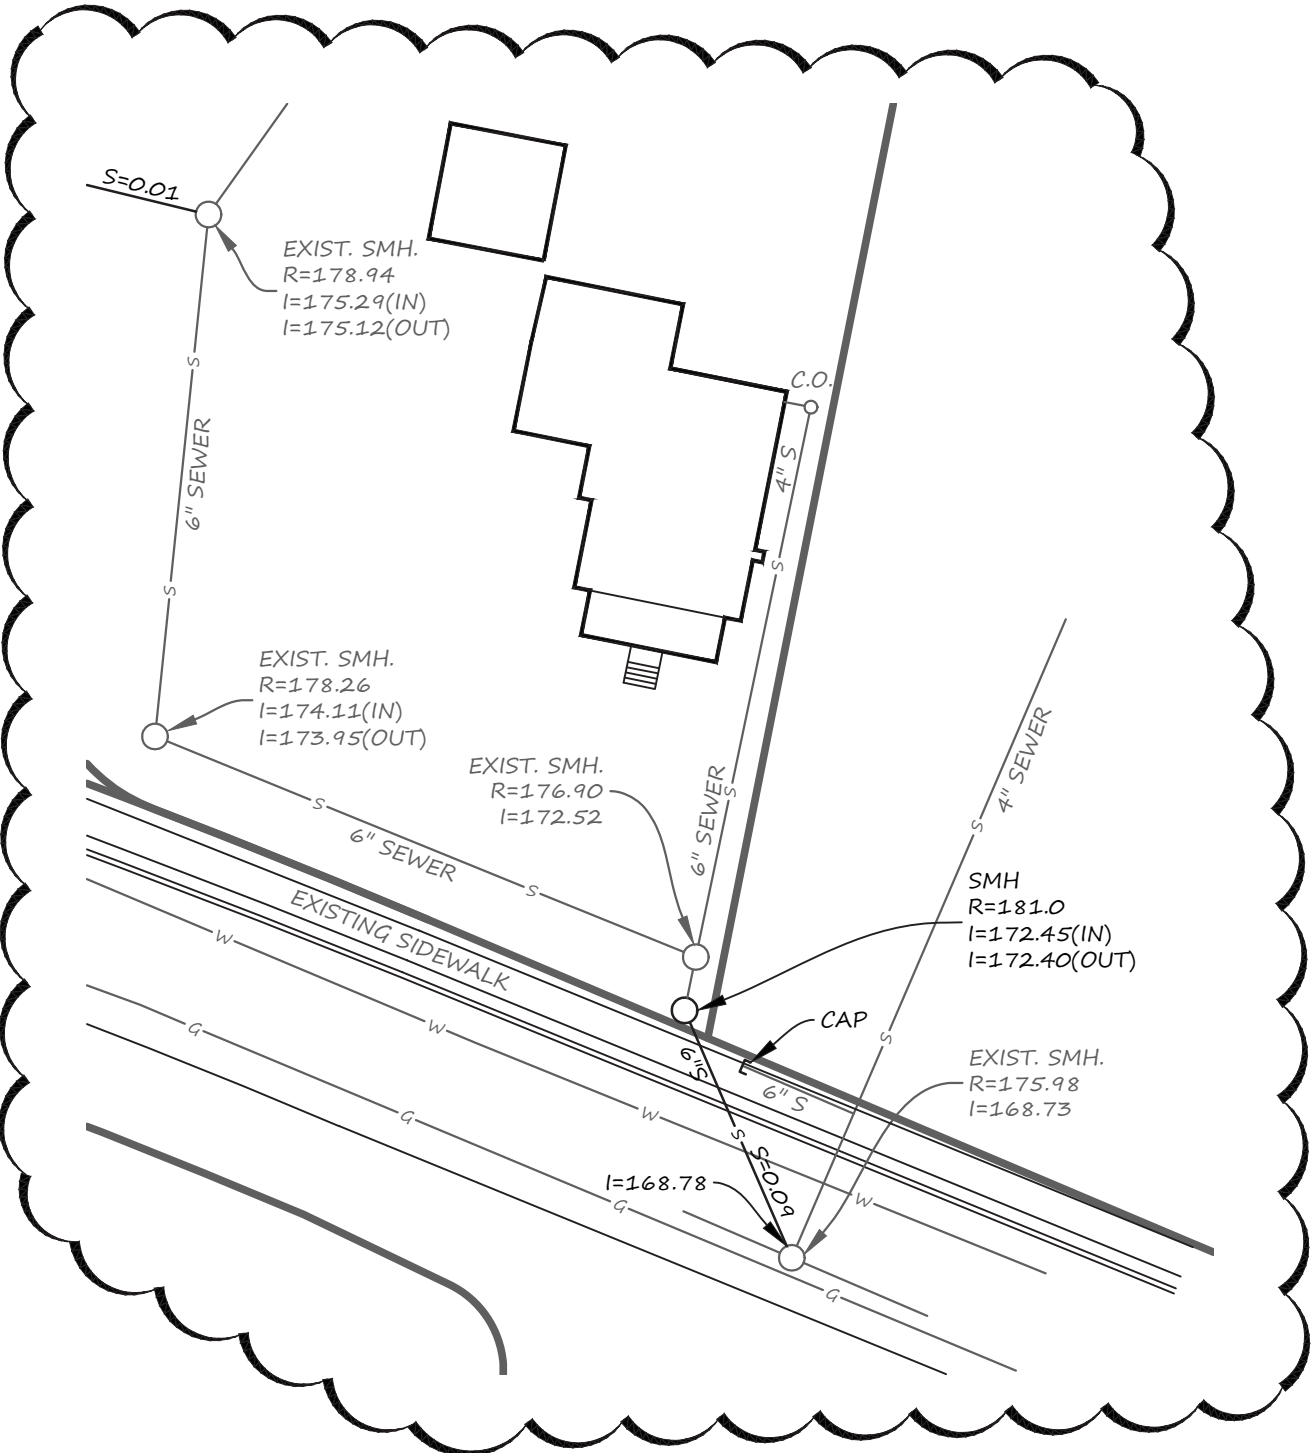 S=0.01
EXIST. SMH.
R=178.94
I=175.29(IN)
I=175.12(OUT)
C.O.
4" S
S
6" SEWER
S
S
EXIST. SMH.
R=178.26
I=174.11(IN)
I=173.95(OUT)
EXIST. SMH.
R=176.90
I=172.52
S
6" SEWER
4" SEWER
S
S
6" SEWER
S
SMH
R=181.0
I=172.45(IN)
I=172.40(OUT)
EXISTING SIDEWALK
W
W
W
W
CAP
6"S
6" S
S
EXIST. SMH.
R=175.98
I=168.73
G
G
G
G
S
S=0.09
I=168.78